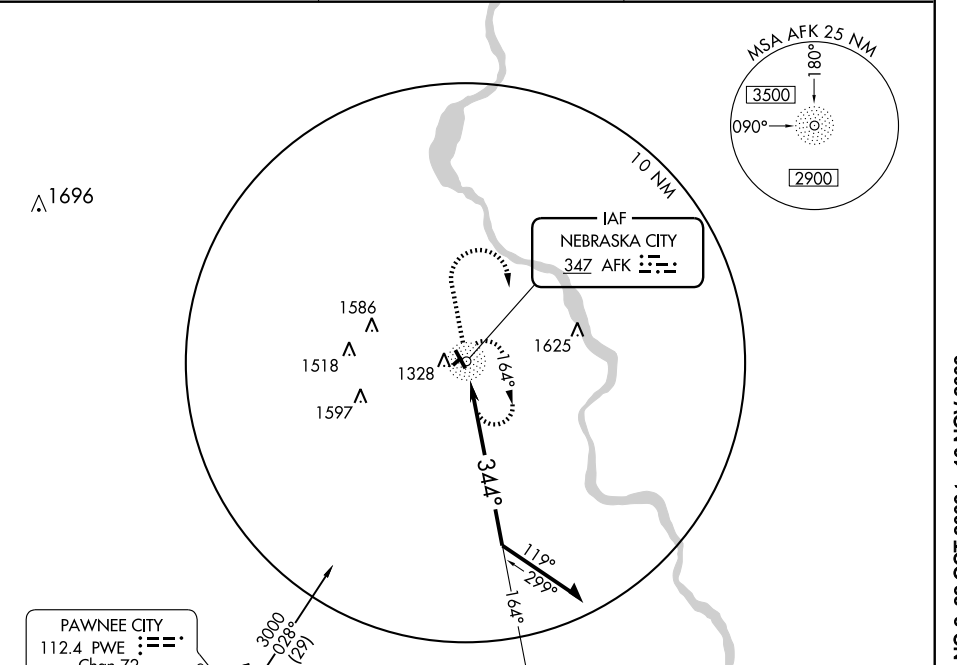 MSA AFK 25 NM
180°
3500
090°
2900
10 NM
1696
IAF
NEBRASKA CITY
347 AFK
1586
1518
1328
1597
1625
164°
344°
119°
299°
164°
3000
028°
(29)
PAWNEE CITY
112.4 PWE